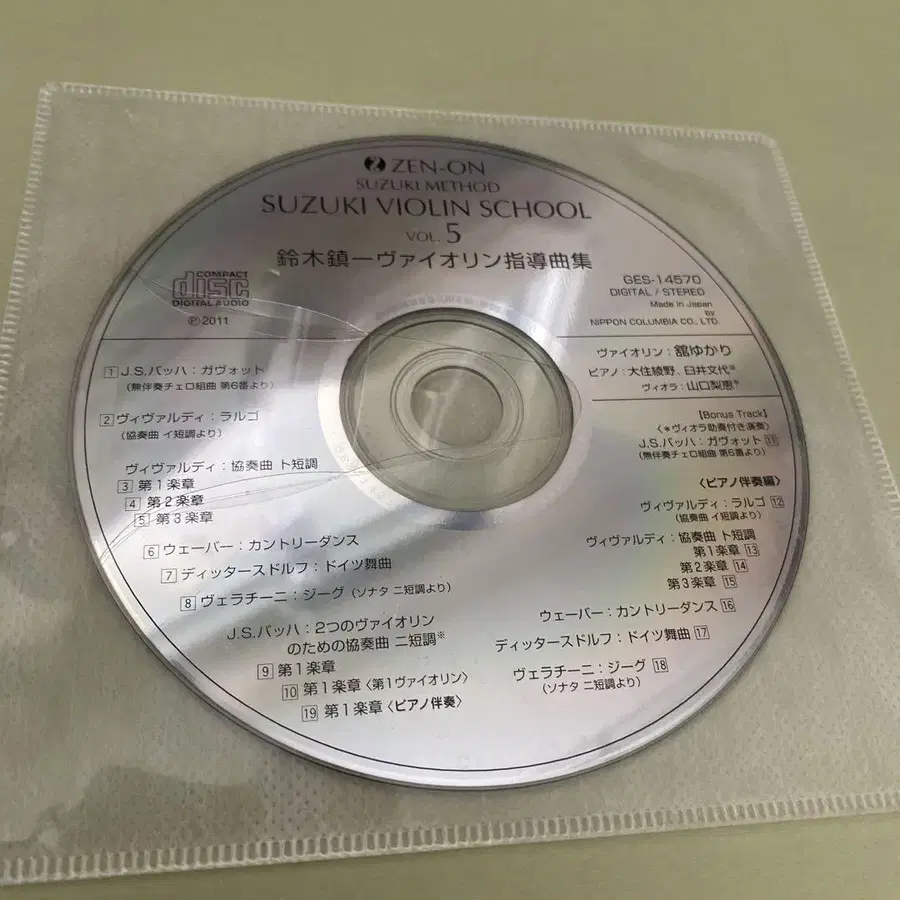 ZEN-ON
SUZUKI METHOD
SUZUKI VIOLIN SCHOOL
VOL. 5
鈴木鎮一ヴァイオリン指導曲集
COMPACT
disc
DIGITAL AUDIO
Ⓟ2011
GES-14570
DIGITAL / STEREO
Made in Japan
by
NIPPON COLUMBIA CO., LTD.
1 J.S.バッハ：ガヴォット
(無伴奏チェロ組曲 第6番より)
2 ヴィヴァルディ：ラルゴ
(協奏曲 イ短調より)
ヴィヴァルディ：協奏曲 ト短調
3 第1楽章
4 第2楽章
5 第3楽章
6 ウェーバー：カントリーダンス
7 ディッタースドルフ：ドイツ舞曲
8 ヴェラチーニ：ジーグ (ソナタ ニ短調より)
J.S.バッハ：2つのヴァイオリン
のための協奏曲 ニ短調※
9 第1楽章
10 第1楽章〈第1ヴァイオリン〉
19 第1楽章〈ピアノ伴奏〉
ヴァイオリン：舘ゆかり
ピアノ：大住綾野、臼井文代※
ヴィオラ：山口梨恵*
【Bonus Track】
〈*ヴィオラ助奏付き演奏〉
J.S.バッハ：ガヴォット 11
(無伴奏チェロ組曲 第6番より)
〈ピアノ伴奏編〉
ヴィヴァルディ：ラルゴ 12
(協奏曲 イ短調より)
ヴィヴァルディ：協奏曲 ト短調
第1楽章 13
第2楽章 14
第3楽章 15
ウェーバー：カントリーダンス 16
ディッタースドルフ：ドイツ舞曲 17
ヴェラチーニ：ジーグ 18
(ソナタ ニ短調より)